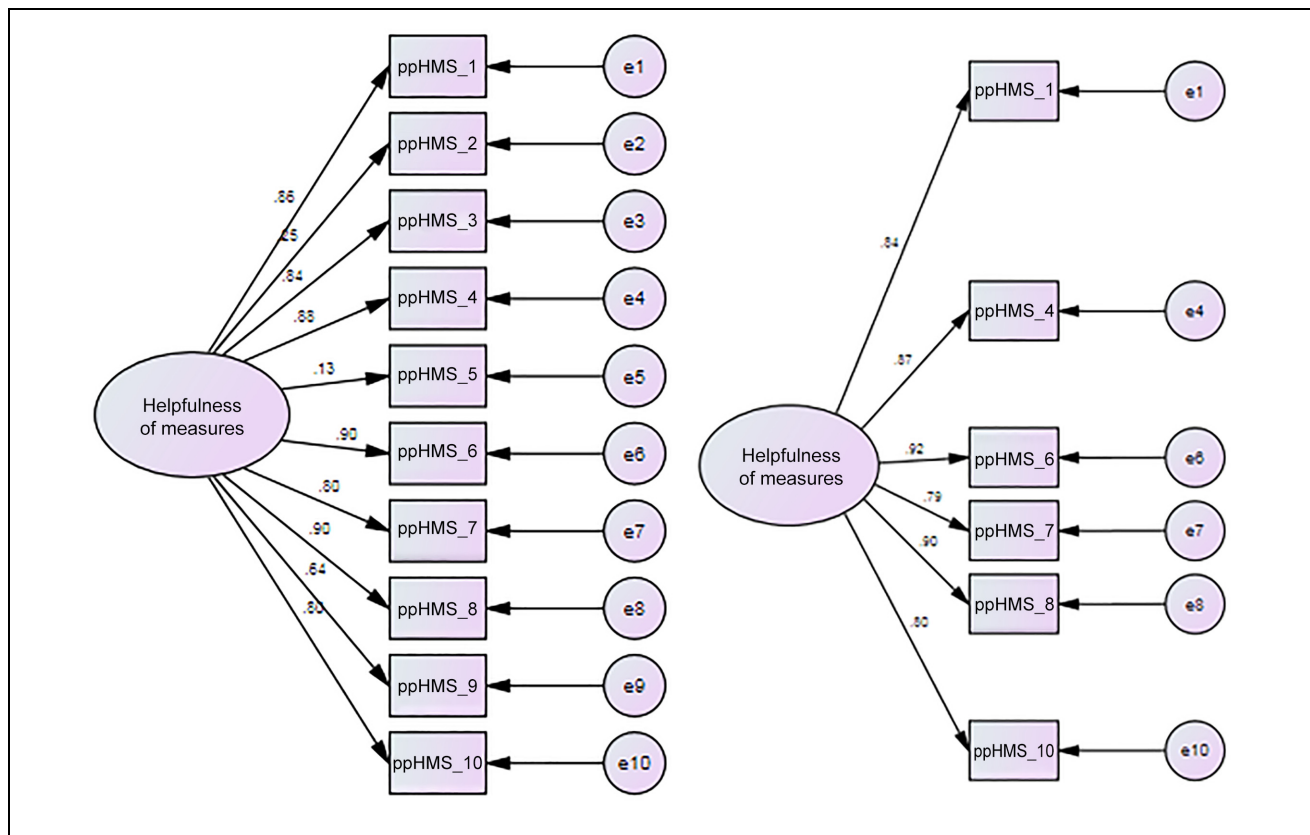 ppHMS_1
e1
ppHMS_2
e2
ppHMS_3
e3
ppHMS_4
e4
ppHMS_5
e5
ppHMS_6
e6
ppHMS_7
e7
ppHMS_8
e8
ppHMS_9
e9
ppHMS_10
e10
.86
.25
.84
.88
.13
.90
.80
.90
.64
.80
Helpfulness
of measures
ppHMS_1
e1
ppHMS_4
e4
ppHMS_6
e6
ppHMS_7
e7
ppHMS_8
e8
ppHMS_10
e10
.84
.87
.92
.79
.90
.80
Helpfulness
of measures